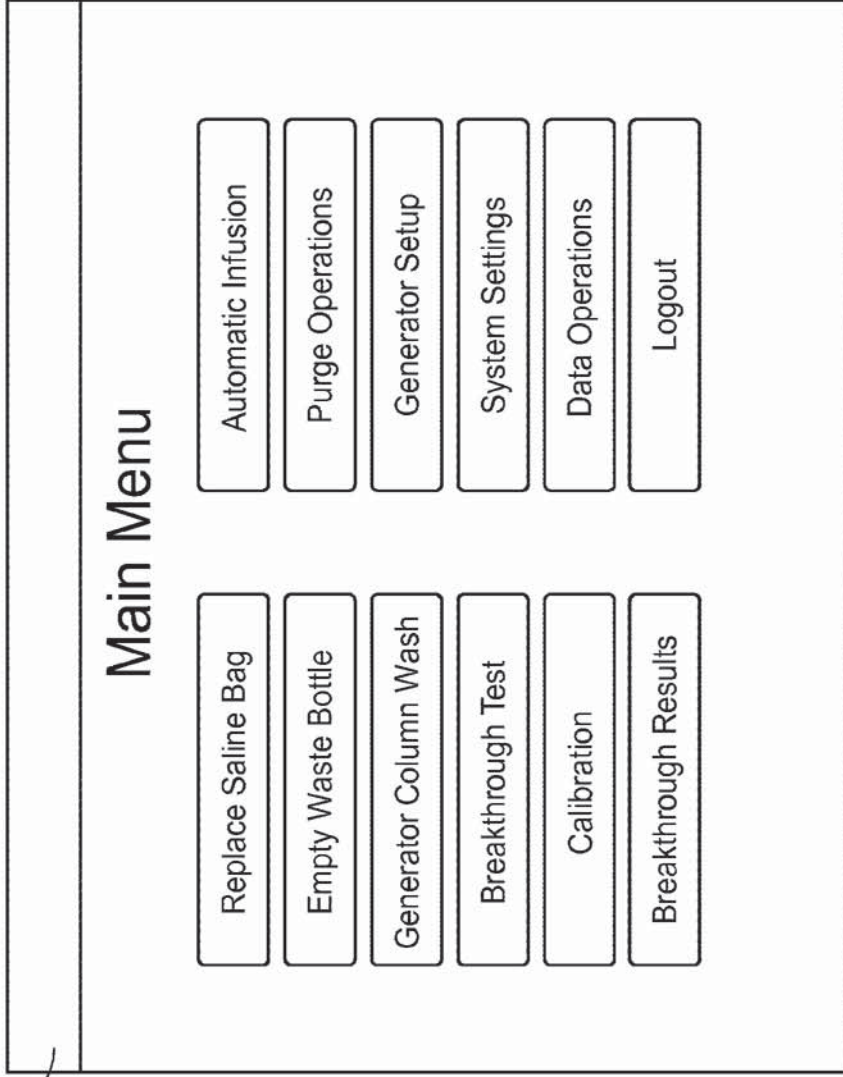 Main Menu
Replace Saline Bag
Automatic Infusion
Empty Waste Bottle
Purge Operations
Generator Column Wash
Generator Setup
Breakthrough Test
System Settings
Calibration
Data Operations
Breakthrough Results
Logout